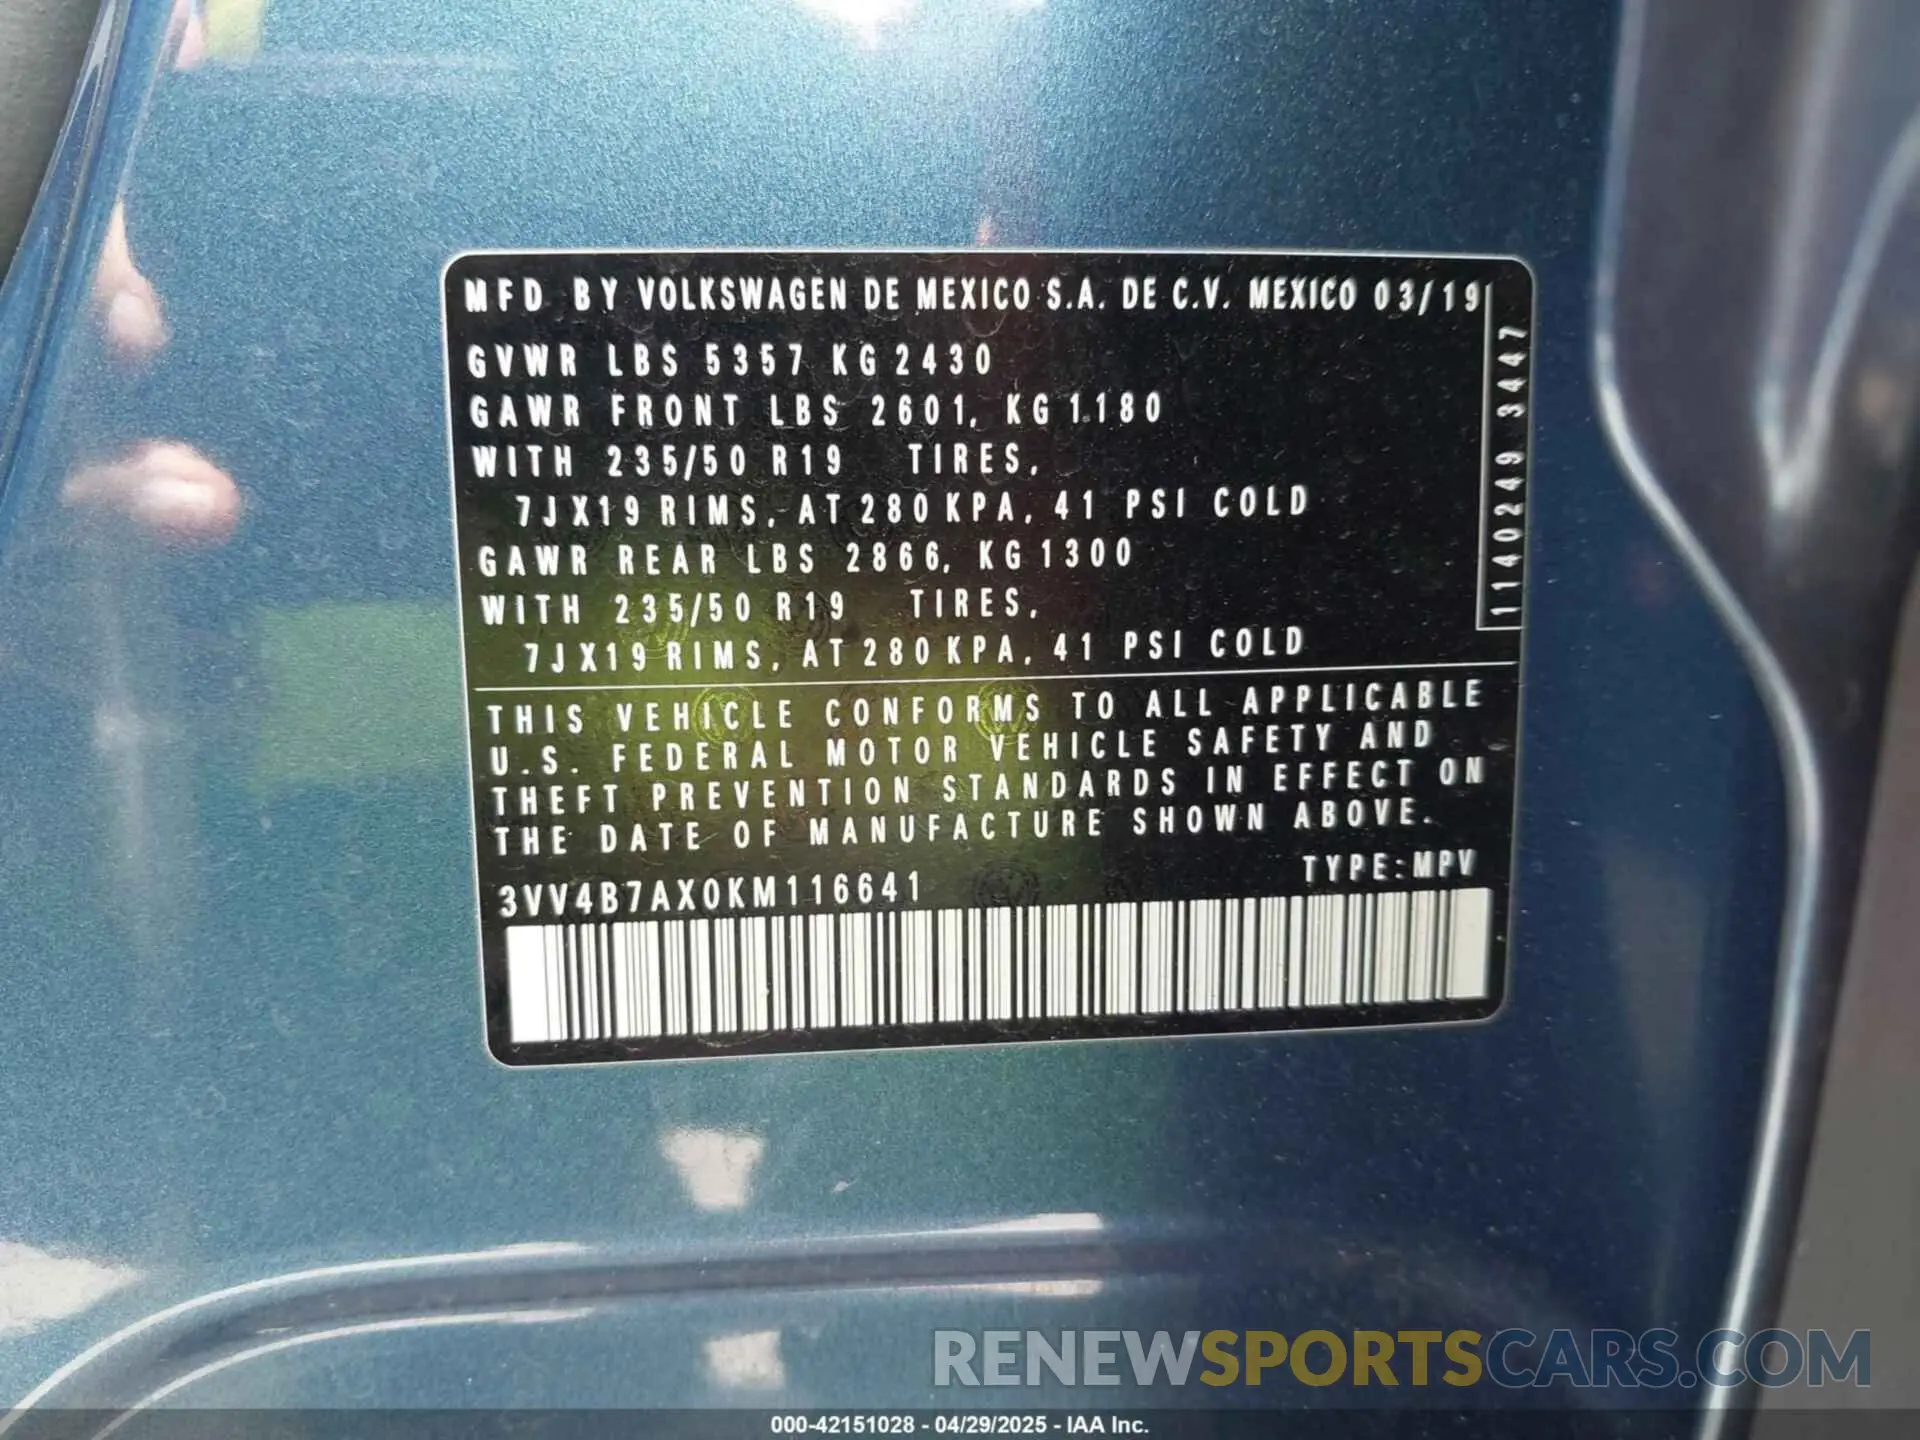 MFD BY VOLKSWAGEN DE MEXICO S.A. DE C.V. MEXICO 03/19
GVWR LBS 5357 KG 2430
GAWR FRONT LBS 2601, KG 1180
WITH 235/50 R19 TIRES,
7JX19 RIMS, AT 280 KPA, 41 PSI COLD
GAWR REAR LBS 2866, KG 1300
WITH 235/50 R19 TIRES,
7JX19 RIMS, AT 280 KPA, 41 PSI COLD
1140249 3447
THIS VEHICLE CONFORMS TO ALL APPLICABLE
U.S. FEDERAL MOTOR VEHICLE SAFETY AND
THEFT PREVENTION STANDARDS IN EFFECT ON
THE DATE OF MANUFACTURE SHOWN ABOVE.
TYPE:MPV
3VV4B7AX0KM116641
RENEWSPORTSCARS.COM
000-42151028 - 04/29/2025 - IAA Inc.